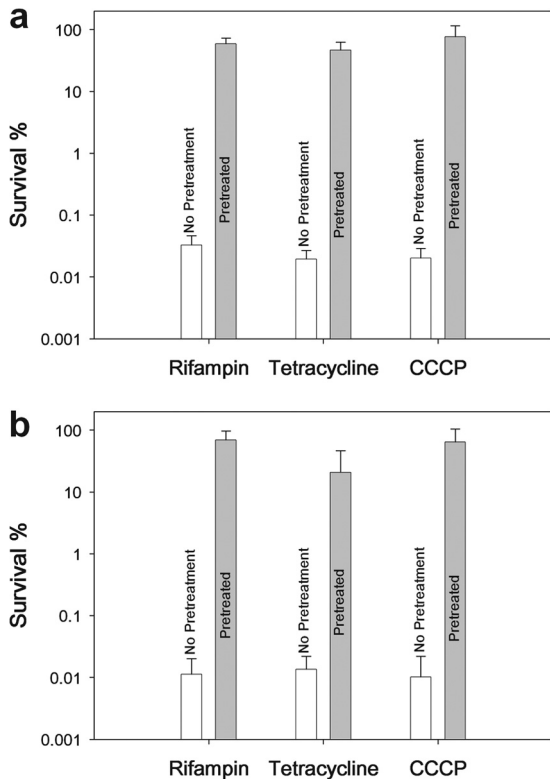 a
Survival %
100
10
1
0.1
0.01
0.001
No Pretreatment
Pretreated
No Pretreatment
Pretreated
No Pretreatment
Pretreated
Rifampin Tetracycline CCCP
b
Survival %
100
10
1
0.1
0.01
0.001
No Pretreatment
Pretreated
No Pretreatment
Pretreated
No Pretreatment
Pretreated
Rifampin Tetracycline CCCP